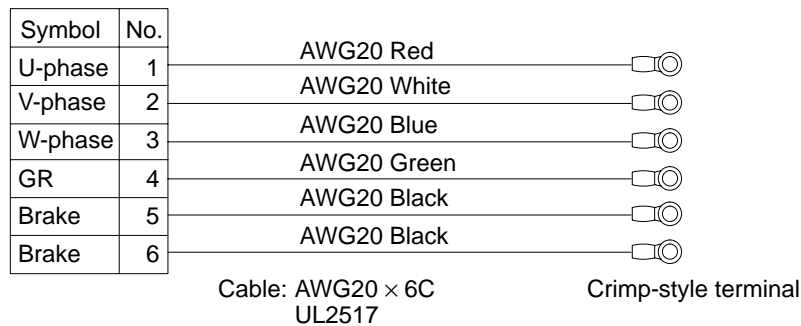 Symbol No.
AWG20 Red
U-phase 1
AWG20 White
V-phase 2
AWG20 Blue
W-phase 3
AWG20 Green
GR 4
AWG20 Black
Brake 5
AWG20 Black
Brake 6
Cable: AWG20 × 6C Crimp-style terminal
UL2517